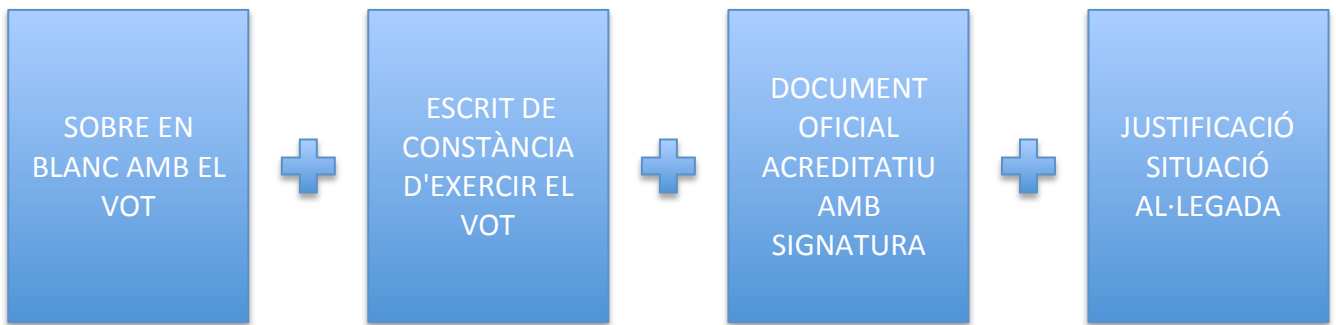 SOBRE EN
BLANC AMB EL
VOT
ESCRIT DE
CONSTÀNCIA
D'EXERCIR EL
VOT
DOCUMENT
OFICIAL
ACREDITATIU
AMB
SIGNATURA
JUSTIFICACIÓ
SITUACIÓ
AL·LEGADA